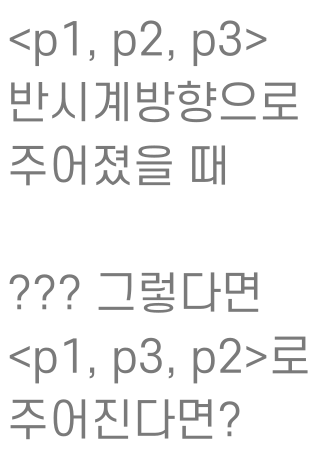 <p1, p2, p3>
반시계방향으로
주어졌을 때
??? 그렇다면
<p1, p3, p2>로
주어진다면?